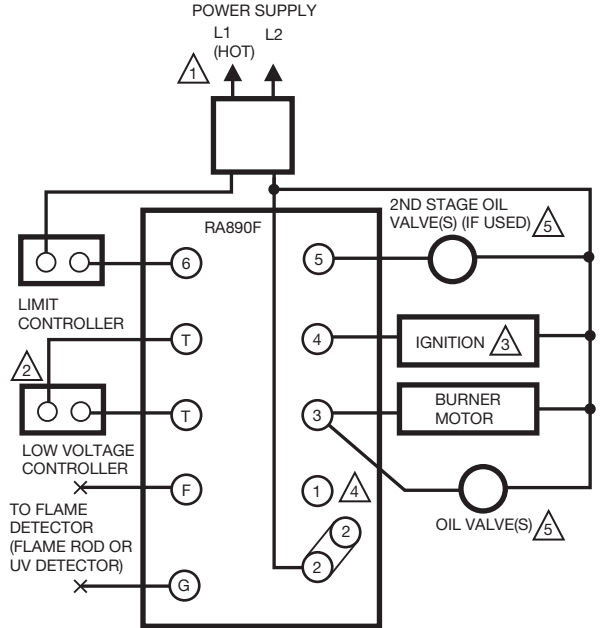 POWER SUPPLY
L1
(HOT)
L2
1
RA890F
2ND STAGE OIL
VALVE(S) (IF USED) 5
6
5
LIMIT
CONTROLLER
T
4
IGNITION 3
2
T
3
BURNER
MOTOR
LOW VOLTAGE
CONTROLLER
F
1
4
TO FLAME
DETECTOR
(FLAME ROD OR
UV DETECTOR)
OIL VALVE(S) 5
2
2
G